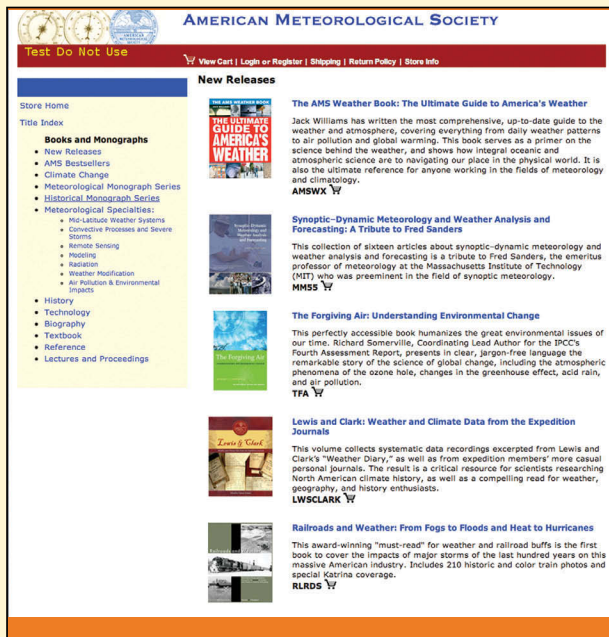 AMERICAN METEOROLOGICAL SOCIETY
Test Do Not Use
View Cart | Login or Register | Shipping | Return Policy | Store Info
Store Home
Title Index
Books and Monographs
• New Releases
• AMS Bestsellers
• Climate Change
• Meteorological Monograph Series
• Historical Monograph Series
• Meteorological Specialties:
Mid-Latitude Weather Systems
Convective Processes and Severe
Storms
Remote Sensing
Modeling
Radiation
Weather Modification
Air Pollution & Environmental
Impacts
• History
• Technology
• Biography
• Textbook
• Reference
• Lectures and Proceedings
New Releases
THE AMS WEATHER BOOK
THE ULTIMATE
GUIDE TO
AMERICA'S
WEATHER
The AMS Weather Book: The Ultimate Guide to America's Weather
Jack Williams has written the most comprehensive, up-to-date guide to the
weather and atmosphere, covering everything from daily weather patterns
to air pollution and global warming. This book serves as a primer on the
science behind the weather, and shows how integral oceanic and
atmospheric science are to navigating our place in the physical world. It is
also the ultimate reference for anyone working in the fields of meteorology
and climatology.
AMSWX
Synoptic–Dynamic Meteorology and Weather Analysis and
Forecasting: A Tribute to Fred Sanders
This collection of sixteen articles about synoptic-dynamic meteorology and
weather analysis and forecasting is a tribute to Fred Sanders, the emeritus
professor of meteorology at the Massachusetts Institute of Technology
(MIT) who was preeminent in the field of synoptic meteorology.
MM55
The Forgiving Air
The Forgiving Air: Understanding Environmental Change
This perfectly accessible book humanizes the great environmental issues of
our time. Richard Somerville, Coordinating Lead Author for the IPCC's
Fourth Assessment Report, presents in clear, jargon-free language the
remarkable story of the science of global change, including the atmospheric
phenomena of the ozone hole, changes in the greenhouse effect, acid rain,
and air pollution.
TFA
Lewis & Clark
Lewis and Clark: Weather and Climate Data from the Expedition
Journals
This volume collects systematic data recordings excerpted from Lewis and
Clark's "Weather Diary," as well as from expedition members' more casual
personal journals. The result is a critical resource for scientists researching
North American climate history, as well as a compelling read for weather,
geography, and history enthusiasts.
LWSCLARK
Railroads and Weather
Railroads and Weather: From Fogs to Floods and Heat to Hurricanes
This award-winning "must-read" for weather and railroad buffs is the first
book to cover the impacts of major storms of the last hundred years on this
massive American industry. Includes 210 historic and color train photos and
special Katrina coverage.
RLRDS